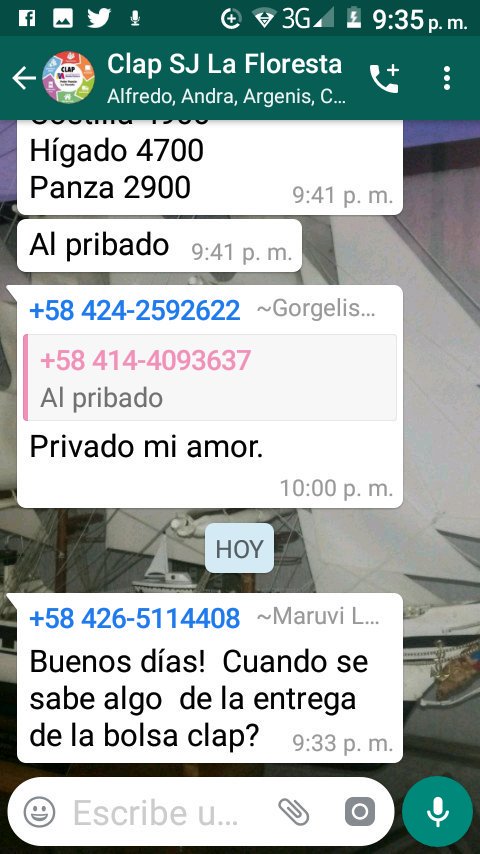 3G 9:35 p. m.
Clap SJ La Floresta
Alfredo, Andra, Argenis, C...
Costilla 4900
Hígado 4700
Panza 2900
9:41 p. m.
Al pribado 9:41 p. m.
+58 424-2592622 ~Gorgelis...
+58 414-4093637
Al pribado
Privado mi amor.
10:00 p. m.
HOY
+58 426-5114408 ~Maruvi L...
Buenos días! Cuando se
sabe algo de la entrega
de la bolsa clap? 9:33 p. m.
Escribe u...